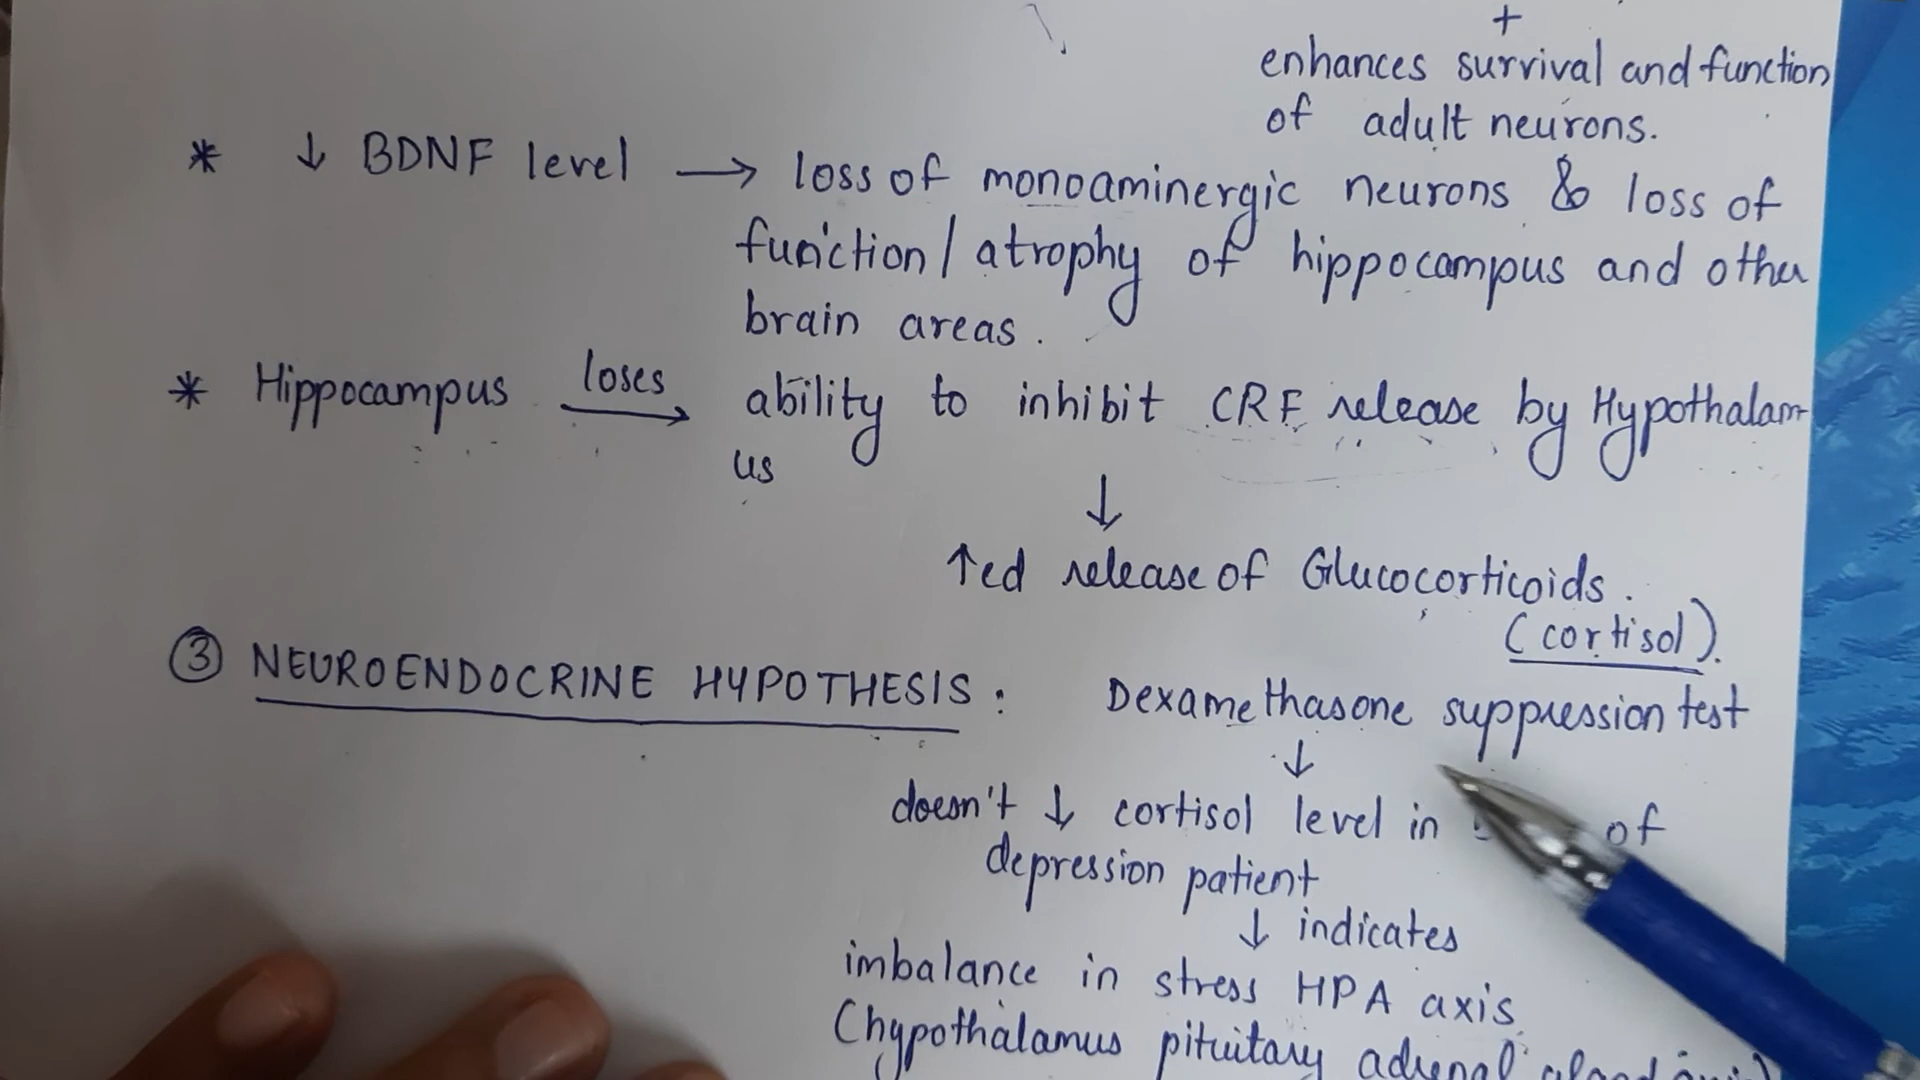 +
enhances survival and function
of adult neurons.
* ↓ BDNF level → loss of monoaminergic neurons & loss of
function / atrophy of hippocampus and other
brain areas.
* Hippocampus loses → ability to inhibit CRF release by Hypothalam-
us
↓
↑ed release of Glucocorticoids.
(cortisol).
③ NEUROENDOCRINE HYPOTHESIS : Dexamethasone suppression test
↓
doesn't ↓ cortisol level in of
depression patient
↓ indicates
imbalance in stress HPA axis
(hypothalamus pituitary adrenal gland